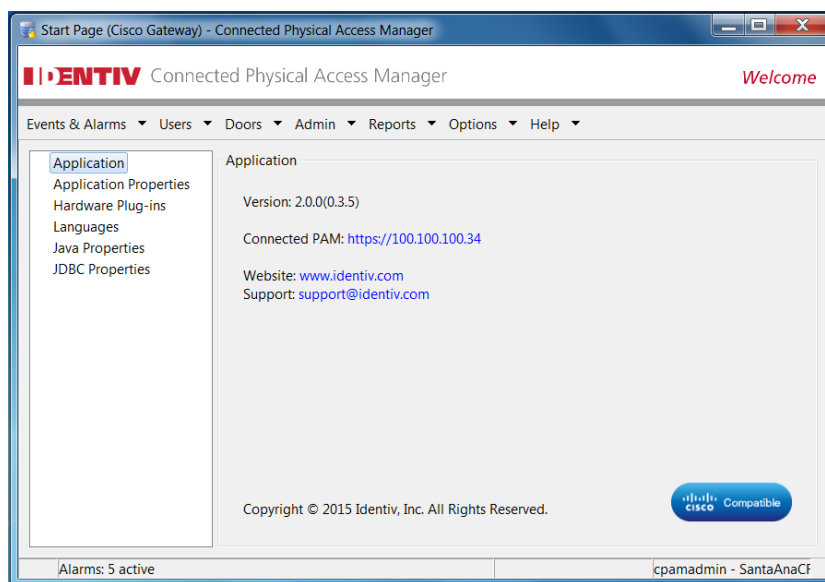 Start Page (Cisco Gateway) - Connected Physical Access Manager
IDENTIV Connected Physical Access Manager
Welcome
Events & Alarms Users Doors Admin Reports Options Help
Application
Application Properties
Hardware Plug-ins
Languages
Java Properties
JDBC Properties
Application
Version: 2.0.0(0.3.5)
Connected PAM: https://100.100.100.34
Website: www.identiv.com
Support: support@identiv.com
Copyright © 2015 Identiv, Inc. All Rights Reserved.
cisco Compatible
Alarms: 5 active
cpamadmin - SantaAnaCF